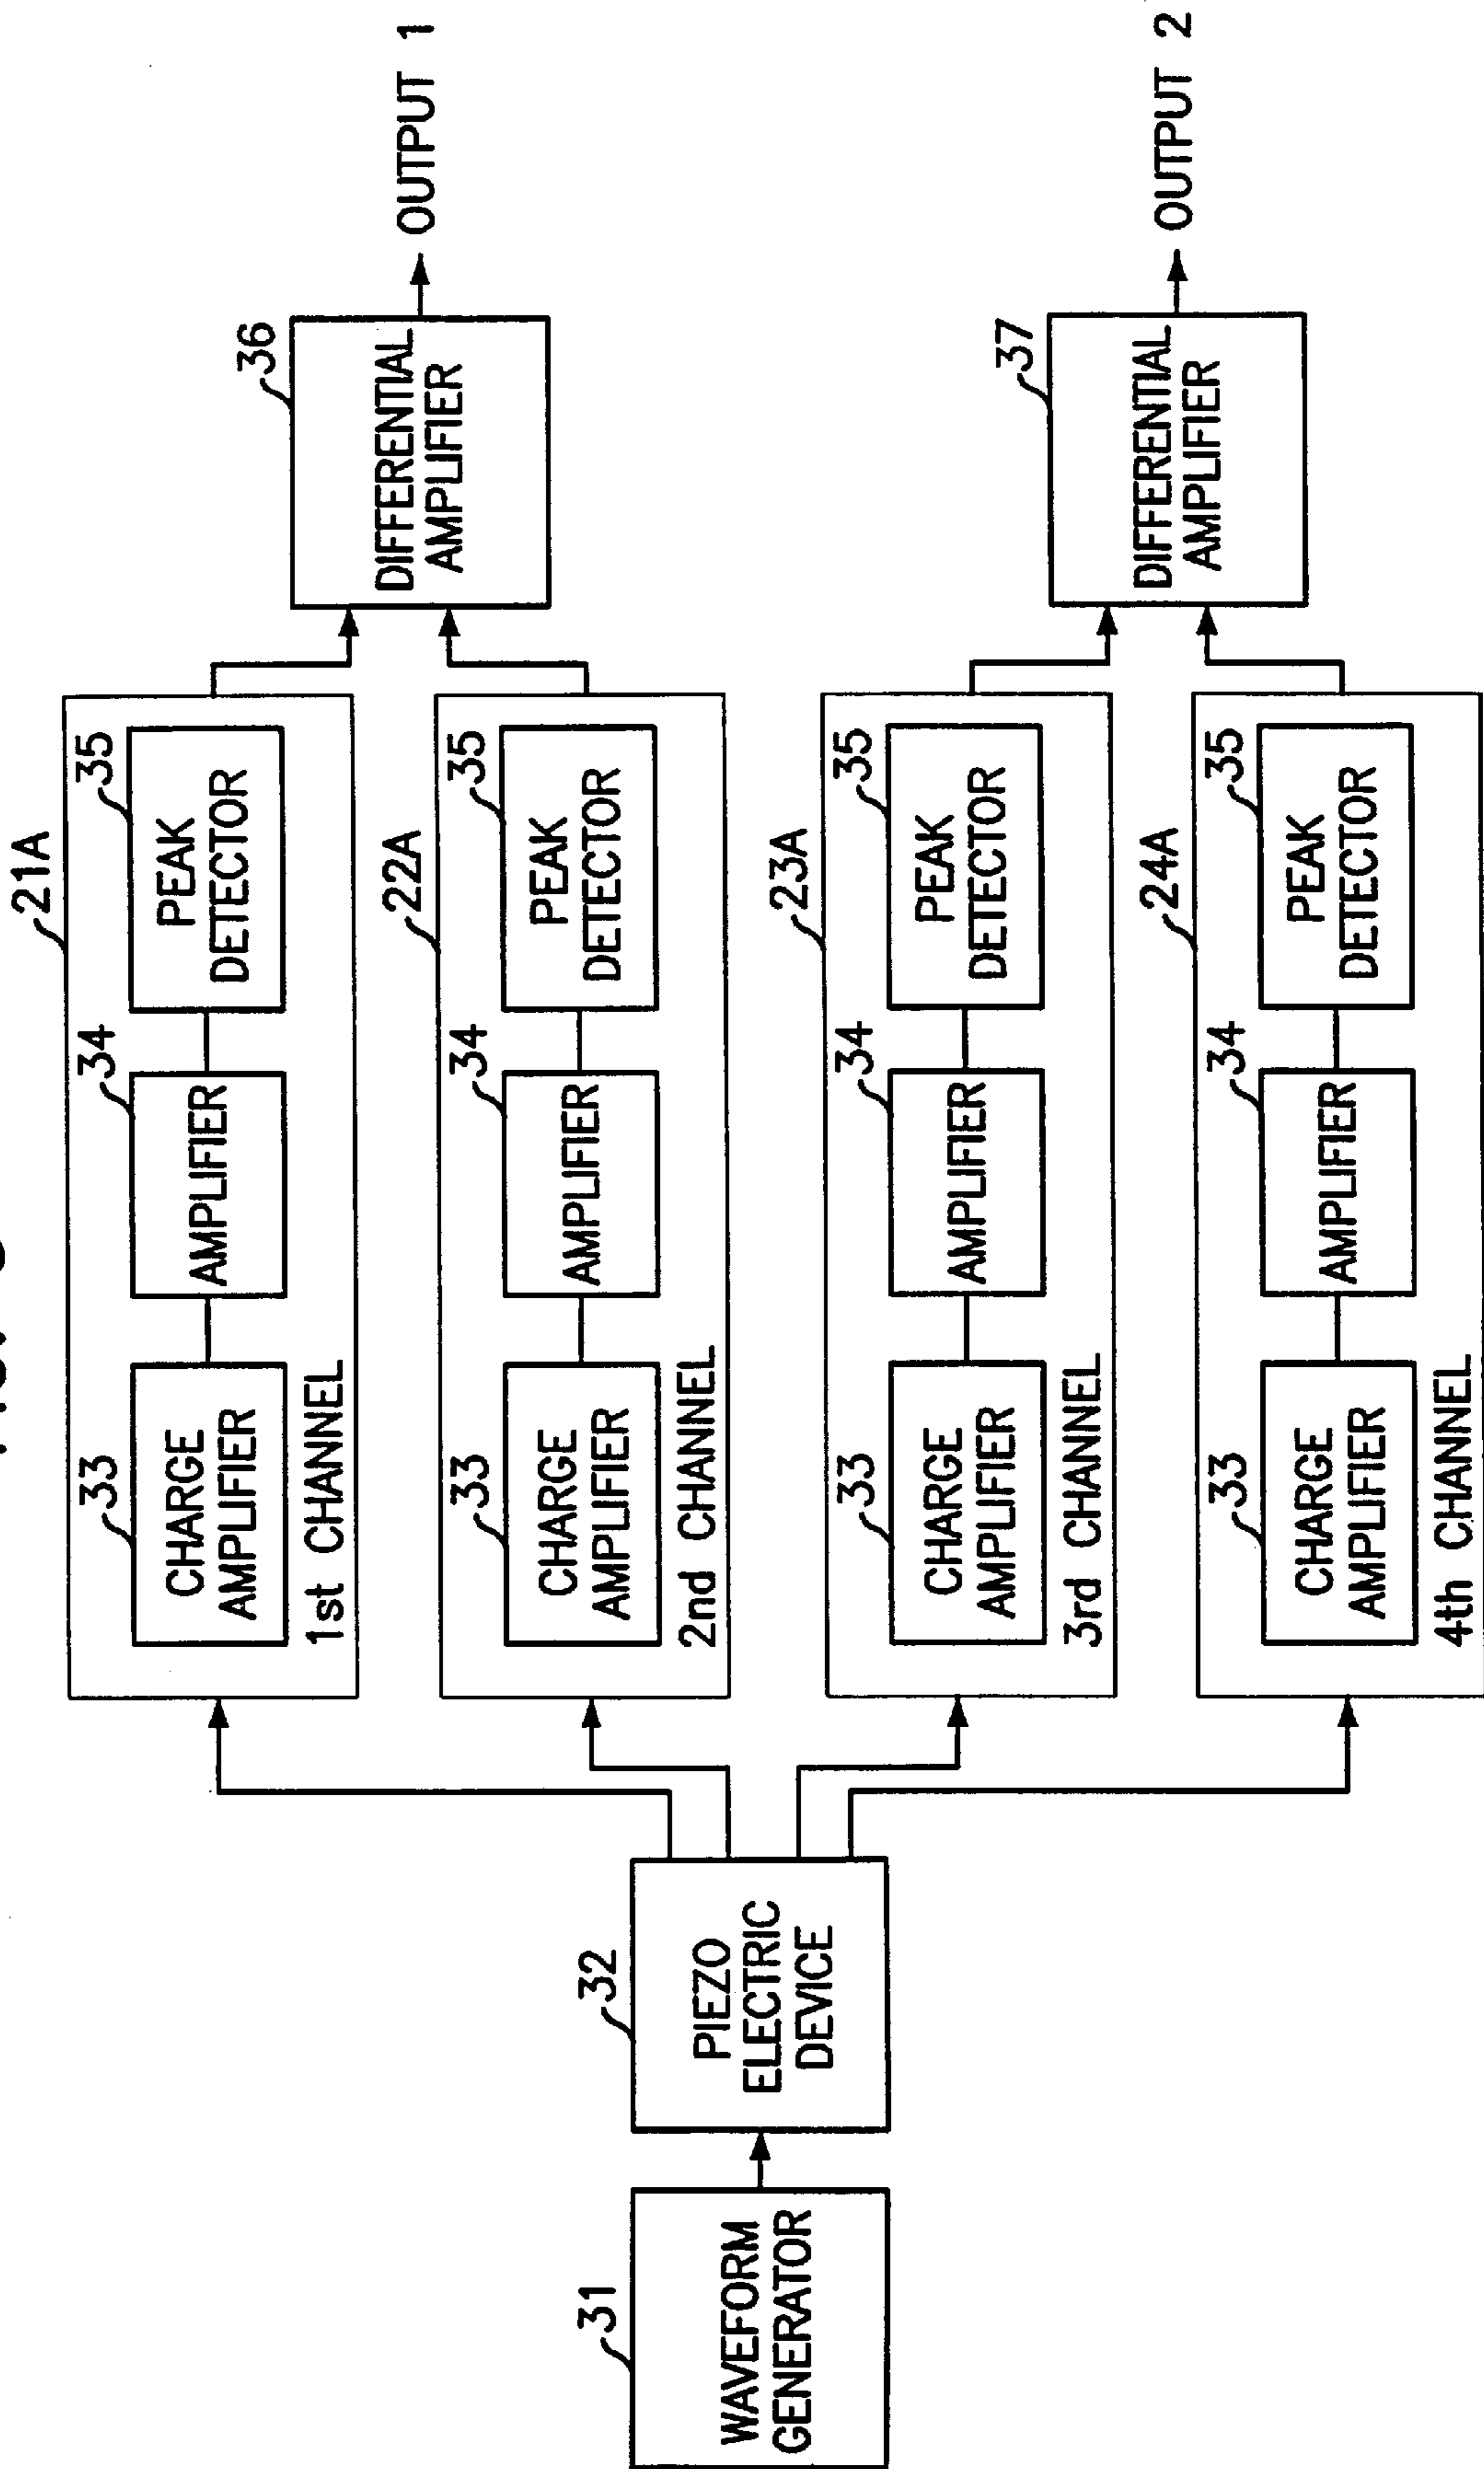 31
WAVEFORM
GENERATOR
32
PIEZO
ELECTRIC
DEVICE
21A
33
CHARGE
AMPLIFIER
34
AMPLIFIER
35
PEAK
DETECTOR
1st CHANNEL
22A
33
CHARGE
AMPLIFIER
34
AMPLIFIER
35
PEAK
DETECTOR
2nd CHANNEL
23A
33
CHARGE
AMPLIFIER
34
AMPLIFIER
35
PEAK
DETECTOR
3rd CHANNEL
24A
33
CHARGE
AMPLIFIER
34
AMPLIFIER
35
PEAK
DETECTOR
4th CHANNEL
36
DIFFERENTIAL
AMPLIFIER
OUTPUT 1
37
DIFFERENTIAL
AMPLIFIER
OUTPUT 2